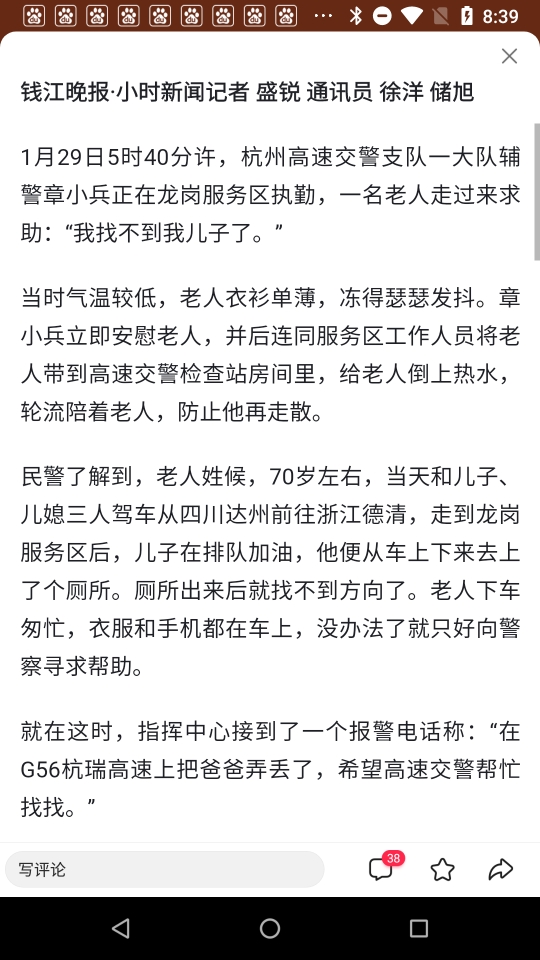 8:39
钱江晚报·小时新闻记者 盛锐 通讯员 徐洋 储旭
1月29日5时40分许，杭州高速交警支队一大队辅
警章小兵正在龙岗服务区执勤，一名老人走过来求
助：“我找不到我儿子了。”
当时气温较低，老人衣衫单薄，冻得瑟瑟发抖。章
小兵立即安慰老人，并后连同服务区工作人员将老
人带到高速交警检查站房间里，给老人倒上热水，
轮流陪着老人，防止他再走散。
民警了解到，老人姓候，70岁左右，当天和儿子、
儿媳三人驾车从四川达州前往浙江德清，走到龙岗
服务区后，儿子在排队加油，他便从车上下来去上
了个厕所。厕所出来后就找不到方向了。老人下车
匆忙，衣服和手机都在车上，没办法了就只好向警
察寻求帮助。
就在这时，指挥中心接到了一个报警电话称：“在
G56杭瑞高速上把爸爸弄丢了，希望高速交警帮忙
找找。”
写评论
38